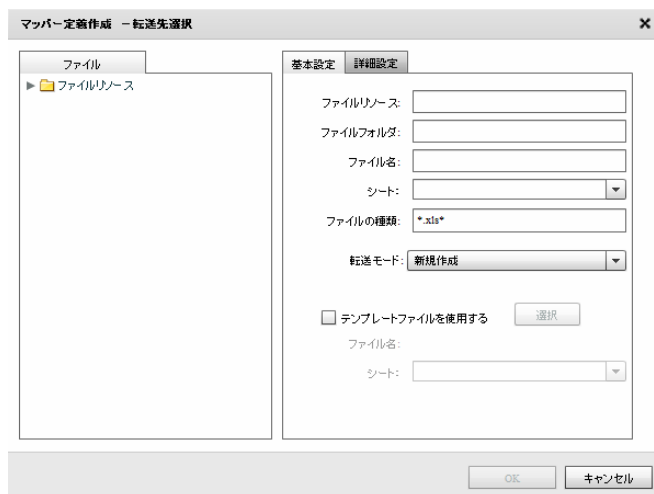 マッパー定義作成 －転送先選択
ファイル
ファイルリソース
基本設定
詳細設定
ファイルリソース:
ファイルフォルダ:
ファイル名:
シート:
ファイルの種類: *.xls*
転送モード: 新規作成
テンプレートファイルを使用する 選択
ファイル名:
シート:
OK キャンセル